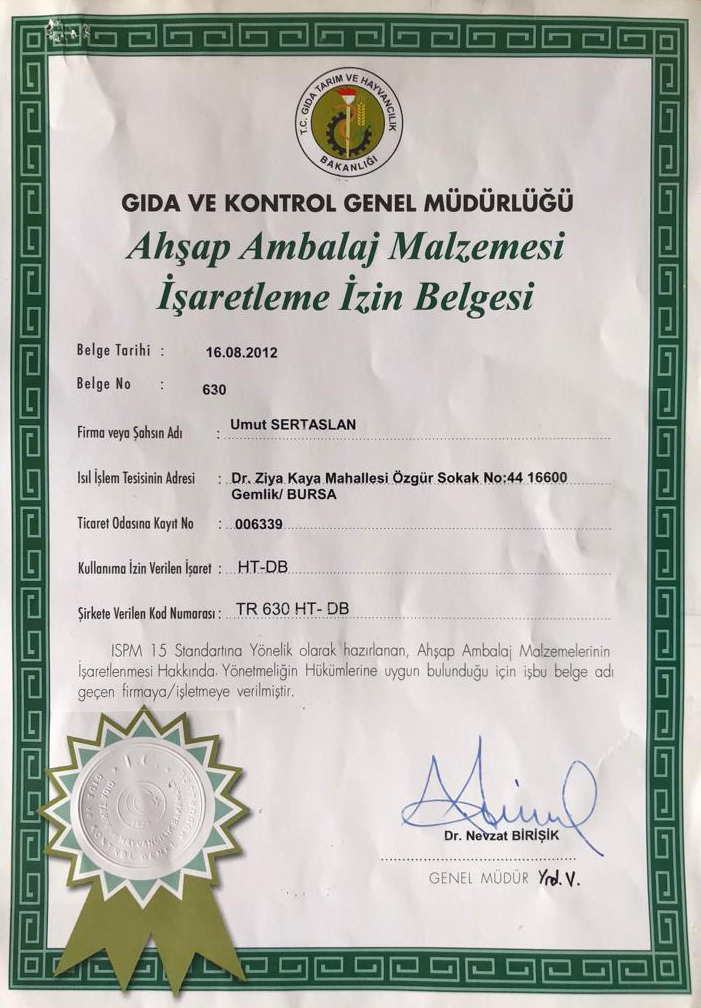 T.C. GIDA TARIM VE HAYVANCILIK
BAKANLIĞI
GIDA VE KONTROL GENEL MÜDÜRLÜĞÜ
Ahşap Ambalaj Malzemesi
İşaretleme İzin Belgesi
Belge Tarihi : 16.08.2012
Belge No : 630
Firma veya Şahsın Adı : Umut SERTASLAN
Isıl İşlem Tesisinin Adresi : Dr. Ziya Kaya Mahallesi Özgür Sokak No:44 16600
Gemlik/ BURSA
Ticaret Odasına Kayıt No : 006339
Kullanıma İzin Verilen İşaret : HT-DB
Şirkete Verilen Kod Numarası : TR 630 HT- DB
ISPM 15 Standartına Yönelik olarak hazırlanan, Ahşap Ambalaj Malzemelerinin
İşaretlenmesi Hakkında. Yönetmeliğin Hükümlerine uygun bulunduğu için işbu belge adı
geçen firmaya/işletmeye verilmiştir.
T.C.
Dr. Nevzat BİRİŞİK
GENEL MÜDÜR Yrd. V.